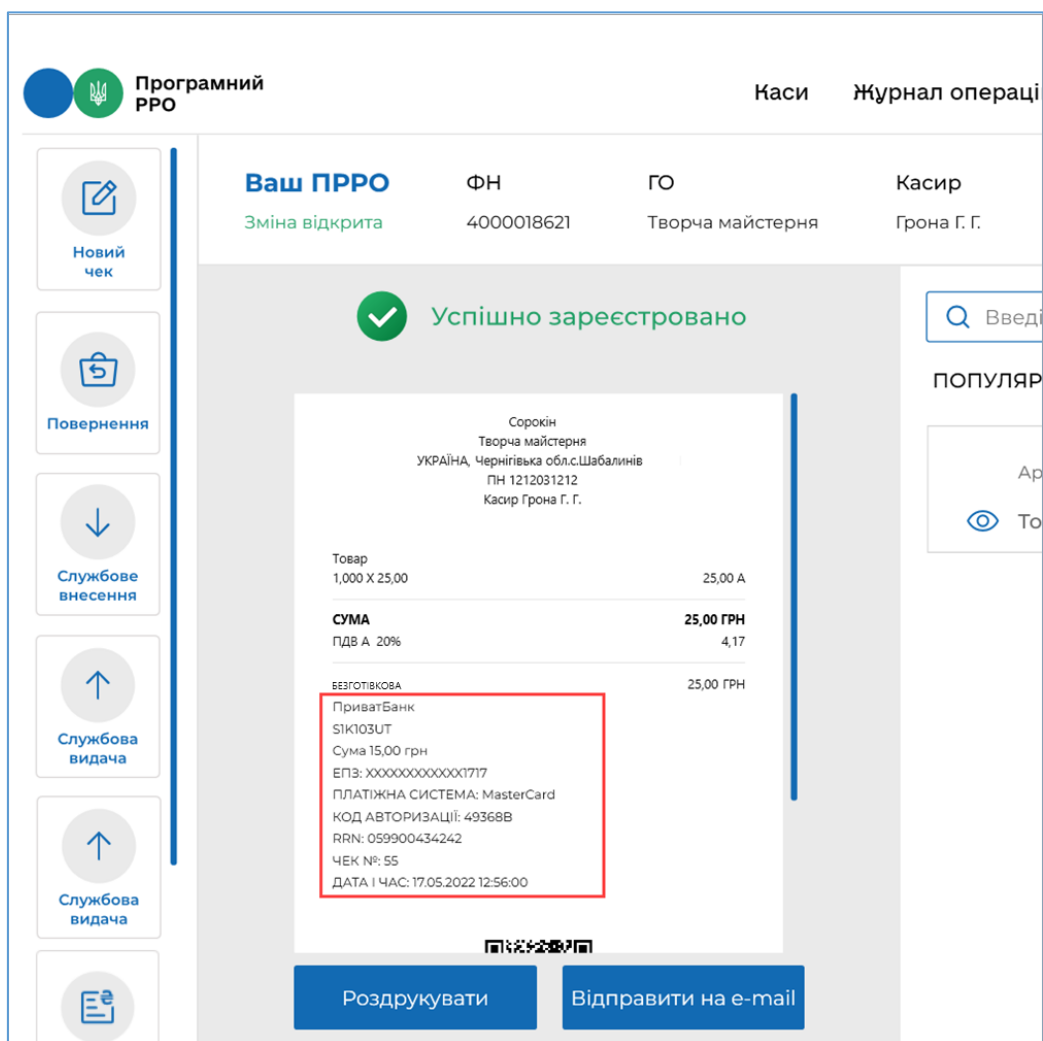 Програмний
РРО
Каси
Журнал операці
Новий
чек
Повернення
Службове
внесення
Службова
видача
Службова
видача
Ваш ПРРО
ФН
ГО
Касир
Зміна відкрита
4000018621
Творча майстерня
Грона Г. Г.
Успішно зареєстровано
Сорокін
Творча майстерня
УКРАЇНА, Чернігівька обл.с.Шабалинів
ПН 1212031212
Касир Грона Г. Г.
Товар
1,000 X 25,00 25,00 А
СУМА 25,00 ГРН
ПДВ А 20% 4,17
БЕЗГОТІВКОВА 25,00 ГРН
ПриватБанк
S1K103UT
Сума 15,00 грн
ЕПЗ: XXXXXXXXXXXX1717
ПЛАТІЖНА СИСТЕМА: MasterCard
КОД АВТОРИЗАЦІЇ: 49368В
RRN: 059900434242
ЧЕК №: 55
ДАТА І ЧАС: 17.05.2022 12:56:00
Роздрукувати
Відправити на e-mail
Введі
ПОПУЛЯР
Ар
То